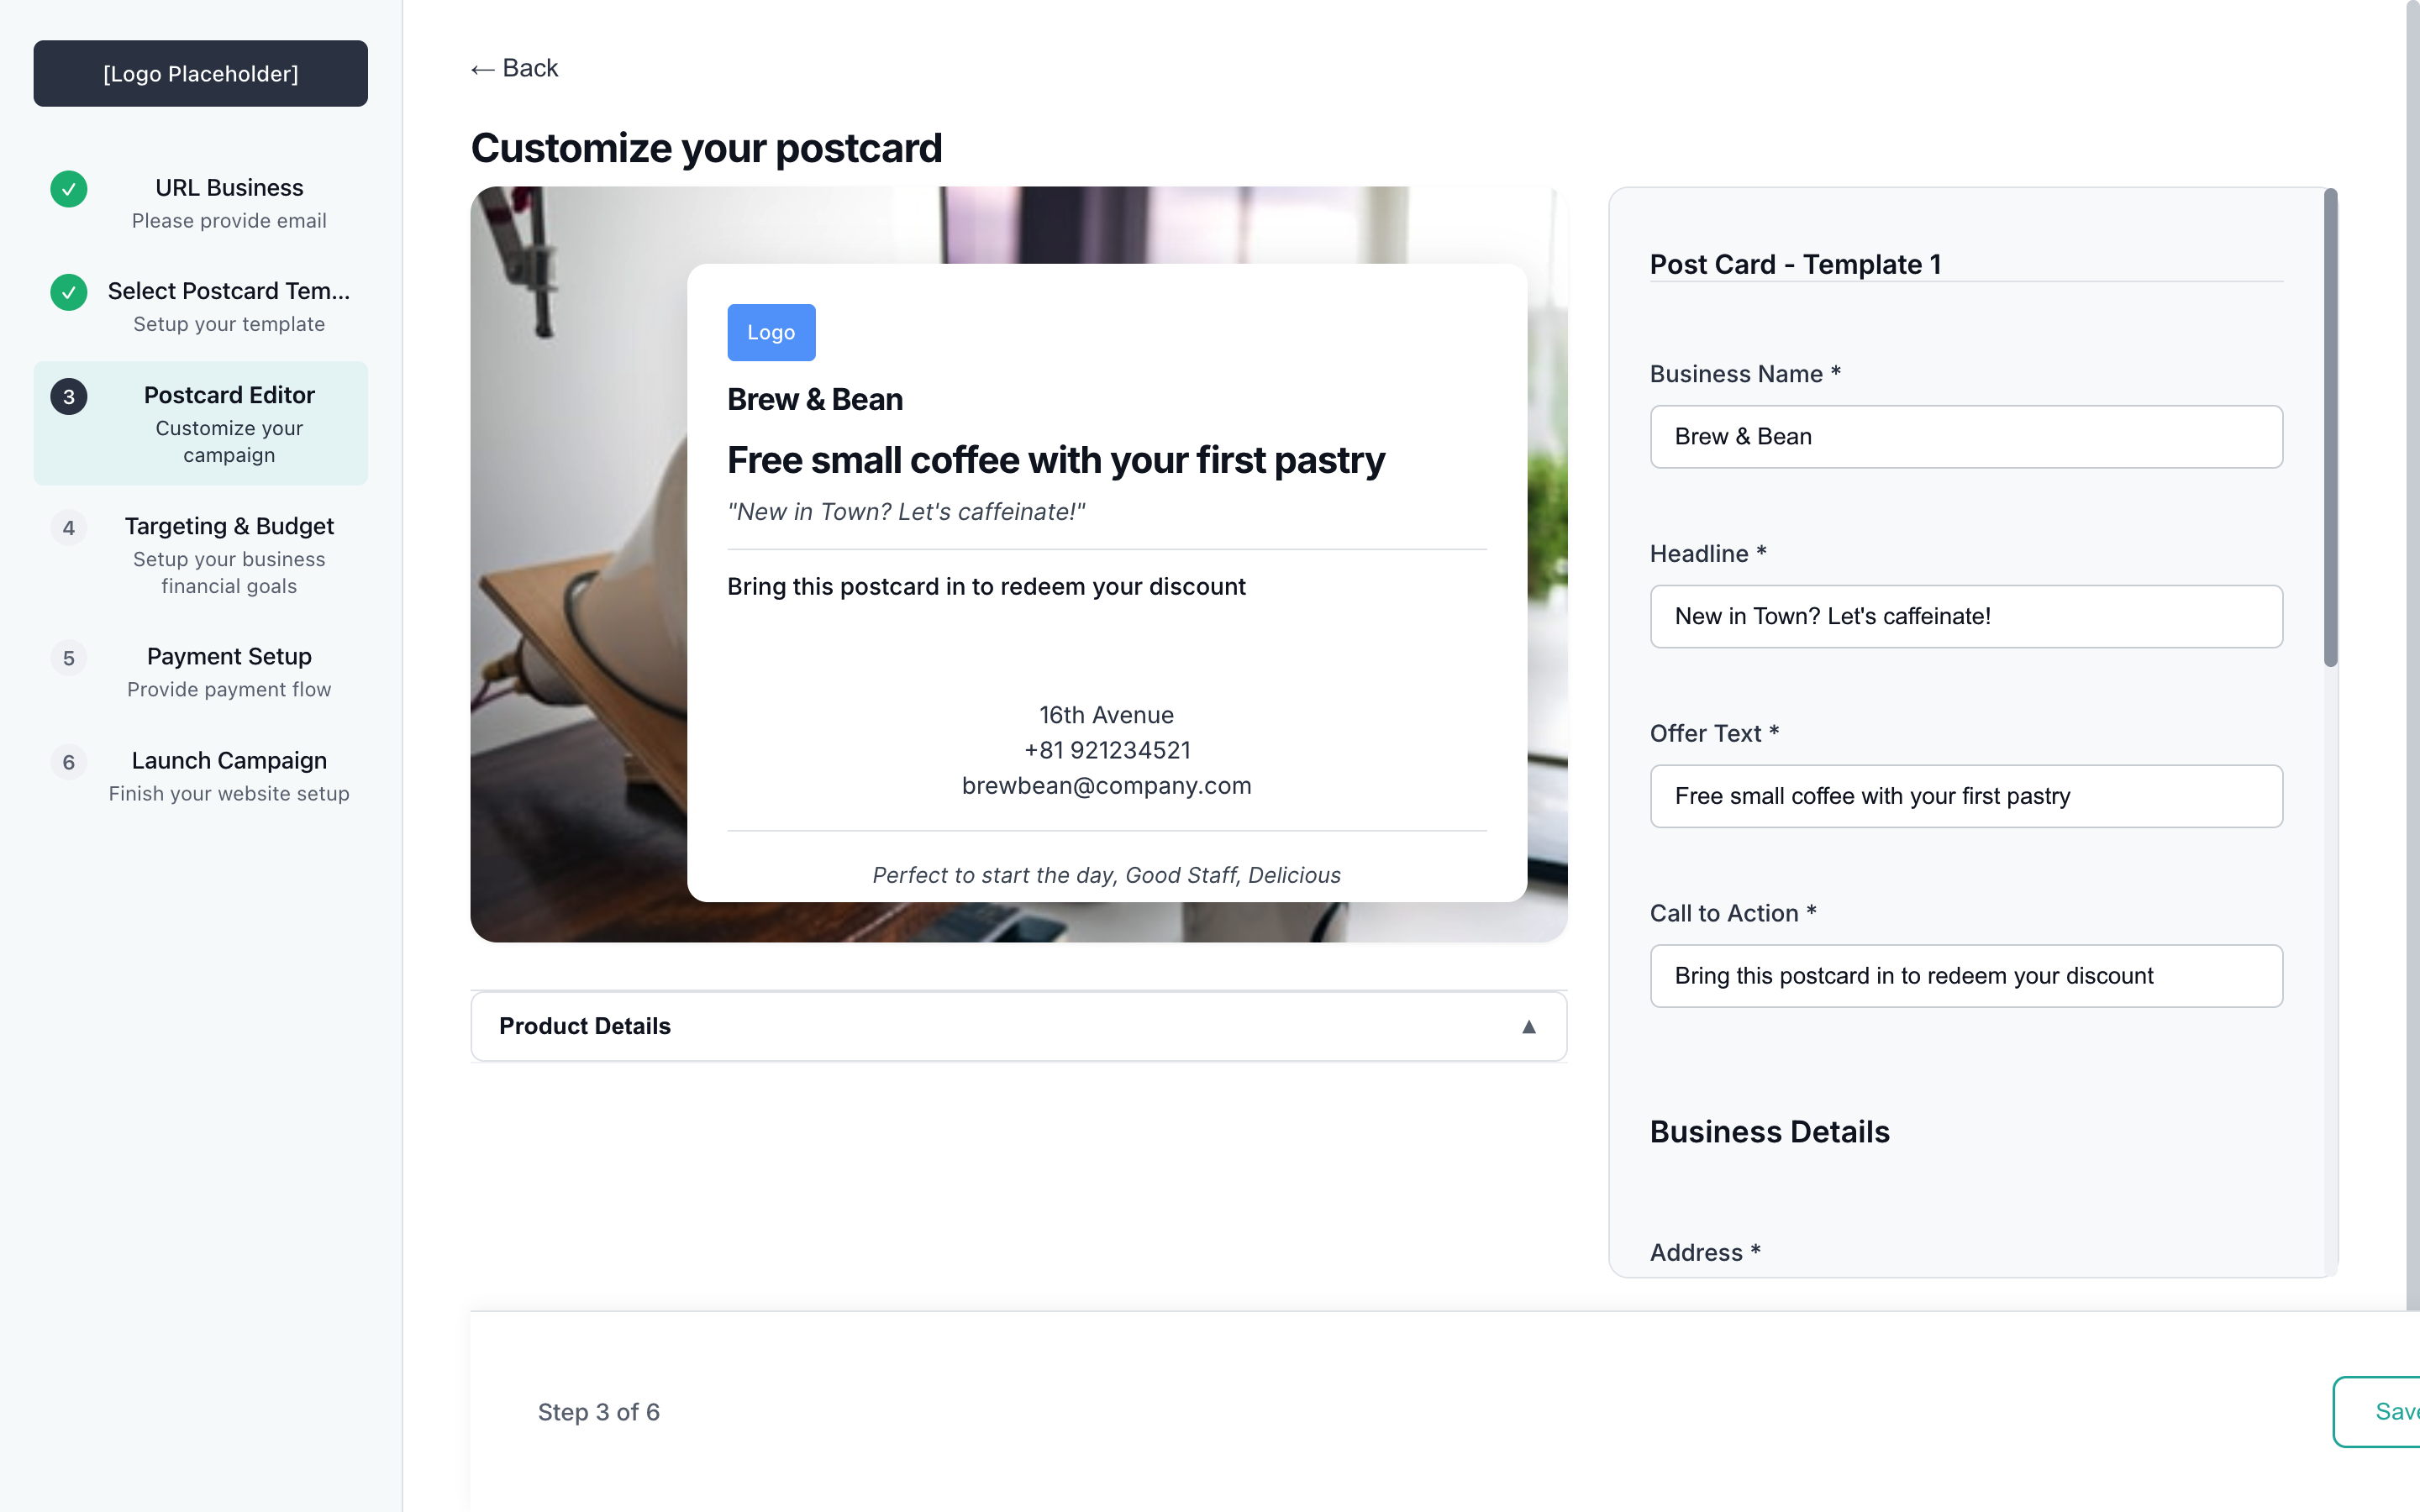 [Logo Placeholder]
URL Business
Please provide email
Select Postcard Tem...
Setup your template
3
Postcard Editor
Customize your
campaign
4
Targeting & Budget
Setup your business
financial goals
5
Payment Setup
Provide payment flow
6
Launch Campaign
Finish your website setup
← Back
Customize your postcard
Logo
Brew & Bean
Free small coffee with your first pastry
"New in Town? Let's caffeinate!"
Bring this postcard in to redeem your discount
16th Avenue
+81 921234521
brewbean@company.com
Perfect to start the day, Good Staff, Delicious
Product Details ▲
Post Card - Template 1
Business Name *
Brew & Bean
Headline *
New in Town? Let's caffeinate!
Offer Text *
Free small coffee with your first pastry
Call to Action *
Bring this postcard in to redeem your discount
Business Details
Address *
Step 3 of 6